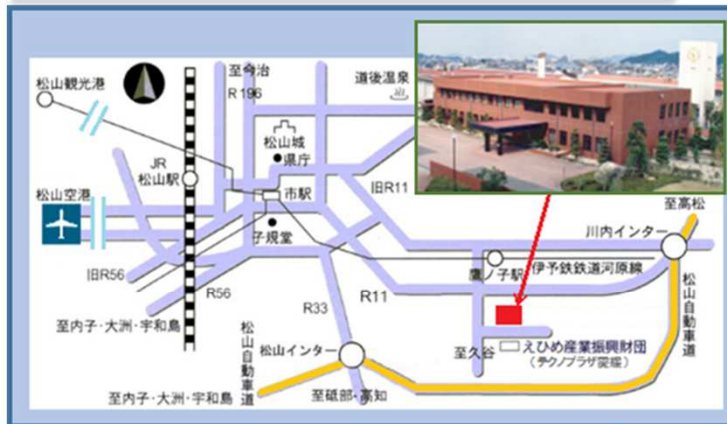 至今治
R196
道後温泉
松山観光港
松山城
県庁
JR
松山駅
旧R11
至高松
松山空港
市駅
川内インター
子規堂
鷹ノ子駅
伊予鉄鉄道河原線
旧R56
R56
R33
R11
松山自動車道
至内子・大洲・宇和島
松山自動車道
松山インター
至久谷
えひめ産業振興財団
(テクノプラザ愛媛)
至内子・大洲・宇和島
至砥部・高知